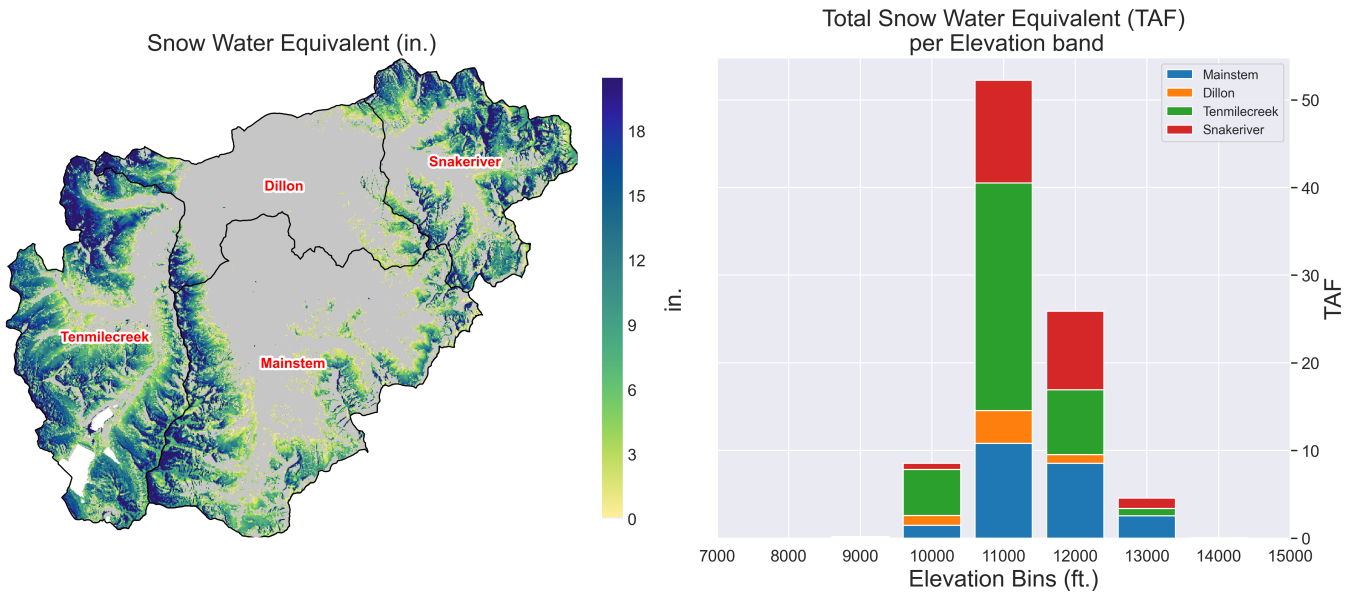 Snow Water Equivalent (in.)
Snakeriver
Dillon
Tenmilecreek
Mainstem
18
15
12
9
6
3
0
in.
Total Snow Water Equivalent (TAF)
per Elevation band
Mainstem
Dillon
Tenmilecreek
Snakeriver
50
40
30
20
10
0
TAF
7000 8000 9000 10000 11000 12000 13000 14000 15000
Elevation Bins (ft.)